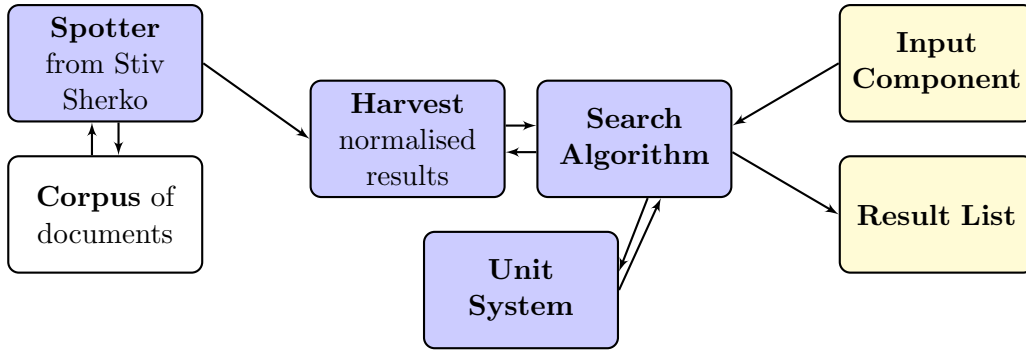 Spotter
from Stiv
Sherko
Corpus of
documents
Harvest
normalised
results
Search
Algorithm
Unit
System
Input
Component
Result List